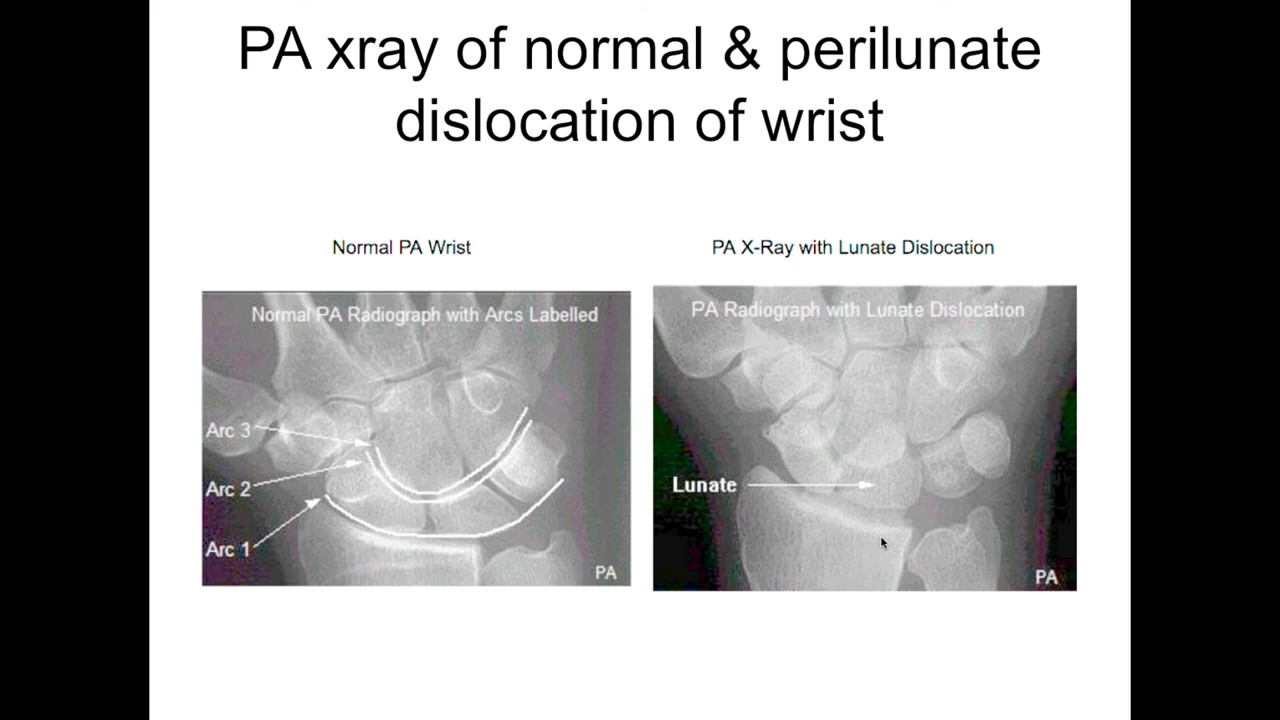 PA xray of normal & perilunate
dislocation of wrist
Normal PA Wrist
PA X-Ray with Lunate Dislocation
Normal PA Radiograph with Arcs Labelled
Arc 3
Arc 2
Arc 1
PA
PA Radiograph with Lunate Dislocation
Lunate
PA